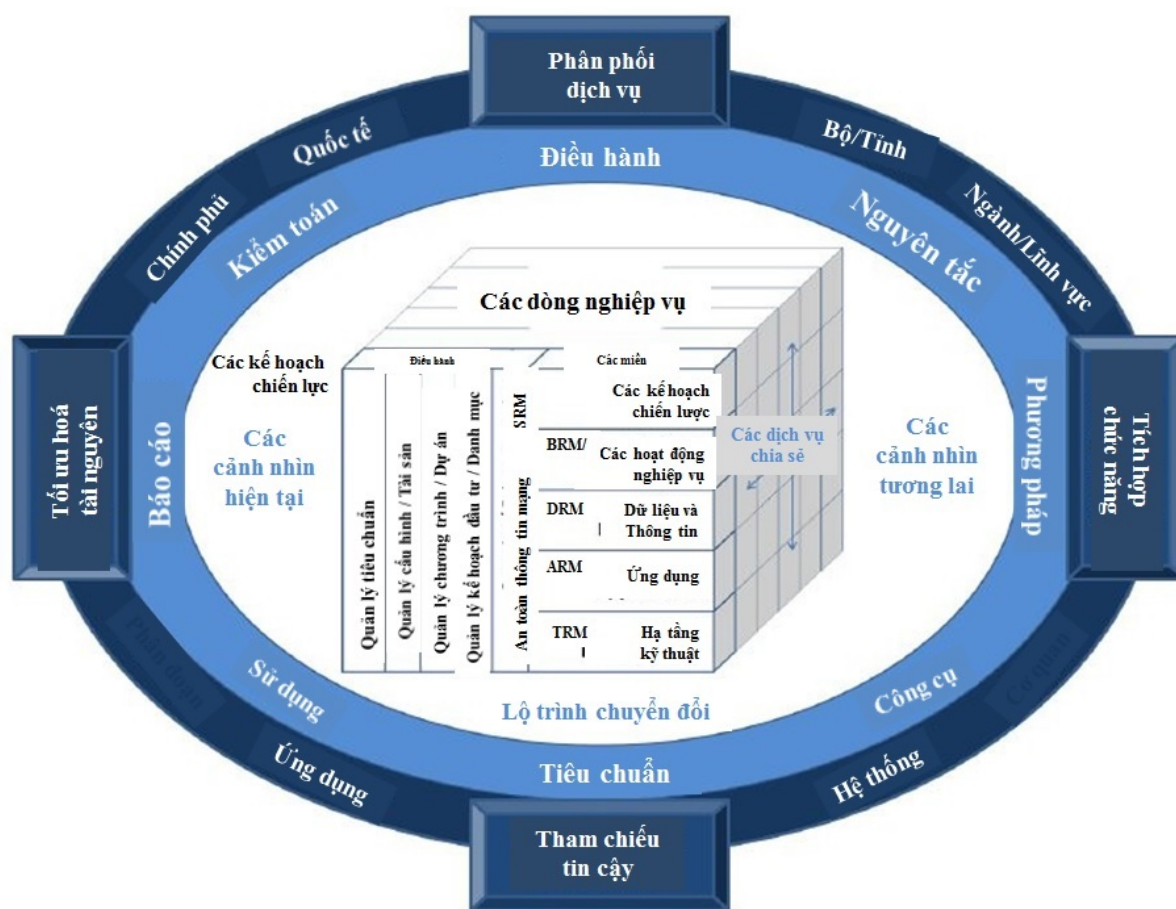 Phân phối
dịch vụ
Quốc tế
Bộ/Tỉnh
Điều hành
Chính phủ
Kiểm toán
Nguyên tắc
Ngành/Lĩnh vực
Các dòng nghiệp vụ
Các kế hoạch
chiến lực
Điều hành
Các miền
Tối ưu hoá
tài nguyên
Báo cáo
Các
cảnh nhìn
hiện tại
Quản lý tiêu chuẩn
Quản lý cấu hình / Tài sản
Quản lý chương trình / Dự án
Quản lý kế hoạch đầu tư / Danh mục
An toàn thông tin mạng
SRM
Các kế hoạch
chiến lược
BRM/
Các hoạt động
nghiệp vụ
DRM
Dữ liệu và
Thông tin
ARM
Ứng dụng
TRM
Hạ tầng
kỹ thuật
Các dịch vụ
chia sẽ
Các
cảnh nhìn
tương lai
Phương pháp
Tích hợp
chức năng
Phân đoạn
Sử dụng
Lộ trình chuyển đổi
Công cụ
Cơ quan
Ứng dụng
Tiêu chuẩn
Hệ thống
Tham chiếu
tin cậy